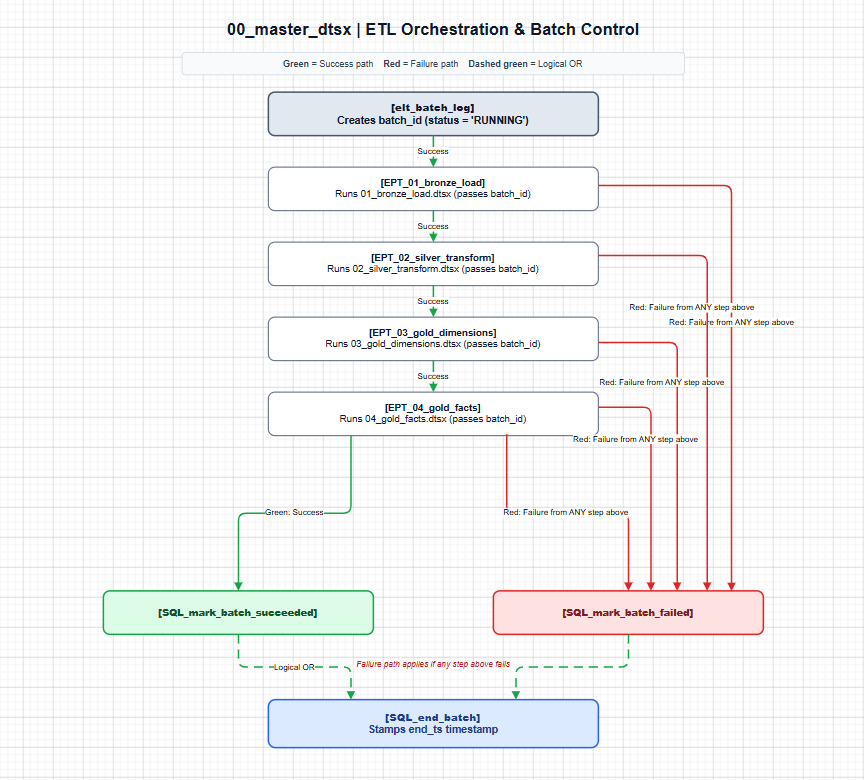 00_master_dtsx | ETL Orchestration & Batch Control
Green = Success path Red = Failure path Dashed green = Logical OR
[elt_batch_log]
Creates batch_id (status = 'RUNNING')
Success
[EPT_01_bronze_load]
Runs 01_bronze_load.dtsx (passes batch_id)
Success
[EPT_02_silver_transform]
Runs 02_silver_transform.dtsx (passes batch_id)
Success
Red: Failure from ANY step above
Red: Failure from ANY step above
[EPT_03_gold_dimensions]
Runs 03_gold_dimensions.dtsx (passes batch_id)
Success
Red: Failure from ANY step above
[EPT_04_gold_facts]
Runs 04_gold_facts.dtsx (passes batch_id)
Red: Failure from ANY step above
Green: Success
Red: Failure from ANY step above
[SQL_mark_batch_succeeded]
[SQL_mark_batch_failed]
Logical OR
Failure path applies if any step above fails
[SQL_end_batch]
Stamps end_ts timestamp